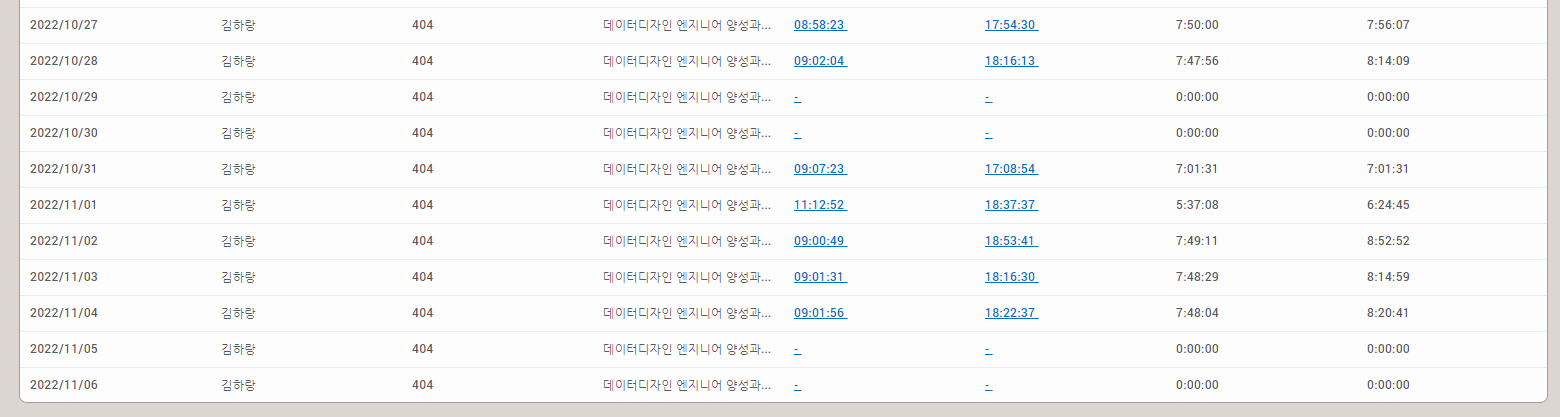 2022/10/27 김하랑 404 데이터디자인 엔지니어 양성과... 08:58:23 17:54:30 7:50:00 7:56:07
2022/10/28 김하랑 404 데이터디자인 엔지니어 양성과... 09:02:04 18:16:13 7:47:56 8:14:09
2022/10/29 김하랑 404 데이터디자인 엔지니어 양성과... - - 0:00:00 0:00:00
2022/10/30 김하랑 404 데이터디자인 엔지니어 양성과... - - 0:00:00 0:00:00
2022/10/31 김하랑 404 데이터디자인 엔지니어 양성과... 09:07:23 17:08:54 7:01:31 7:01:31
2022/11/01 김하랑 404 데이터디자인 엔지니어 양성과... 11:12:52 18:37:37 5:37:08 6:24:45
2022/11/02 김하랑 404 데이터디자인 엔지니어 양성과... 09:00:49 18:53:41 7:49:11 8:52:52
2022/11/03 김하랑 404 데이터디자인 엔지니어 양성과... 09:01:31 18:16:30 7:48:29 8:14:59
2022/11/04 김하랑 404 데이터디자인 엔지니어 양성과... 09:01:56 18:22:37 7:48:04 8:20:41
2022/11/05 김하랑 404 데이터디자인 엔지니어 양성과... - - 0:00:00 0:00:00
2022/11/06 김하랑 404 데이터디자인 엔지니어 양성과... - - 0:00:00 0:00:00